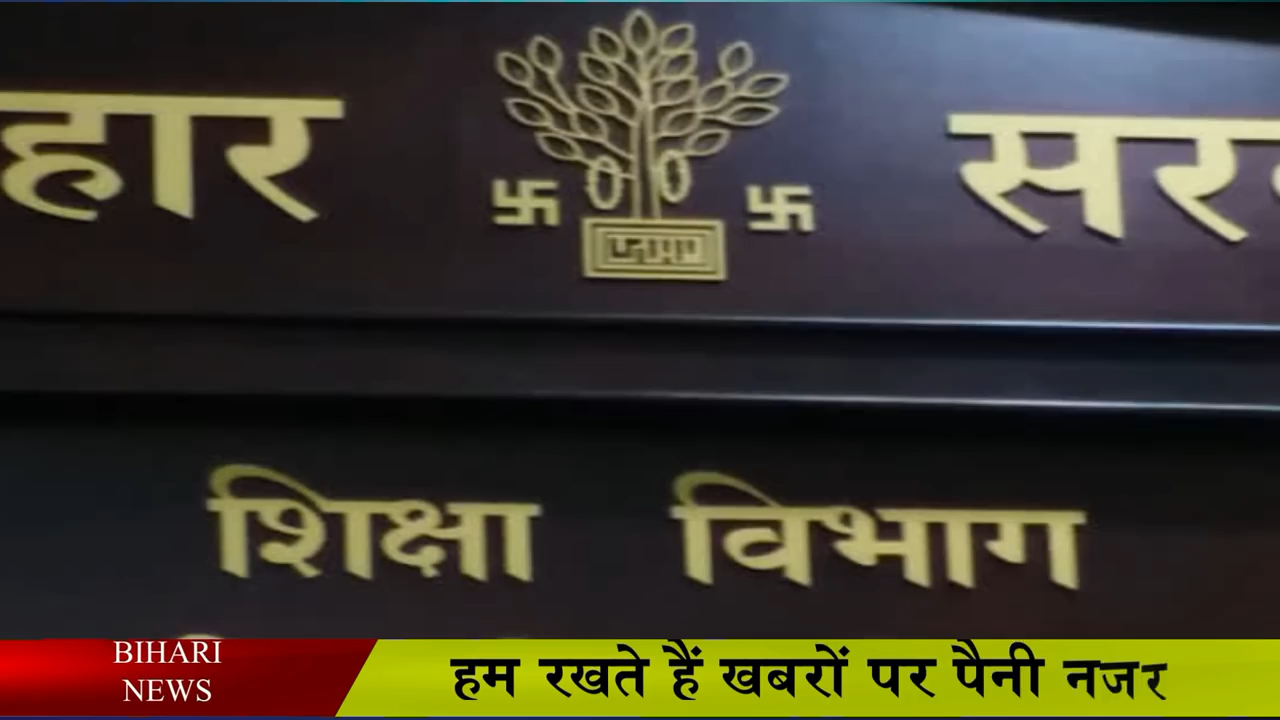 हार सर
शिक्षा विभाग
BIHARI
NEWS
हम रखते हैं खबरों पर पैनी नजर